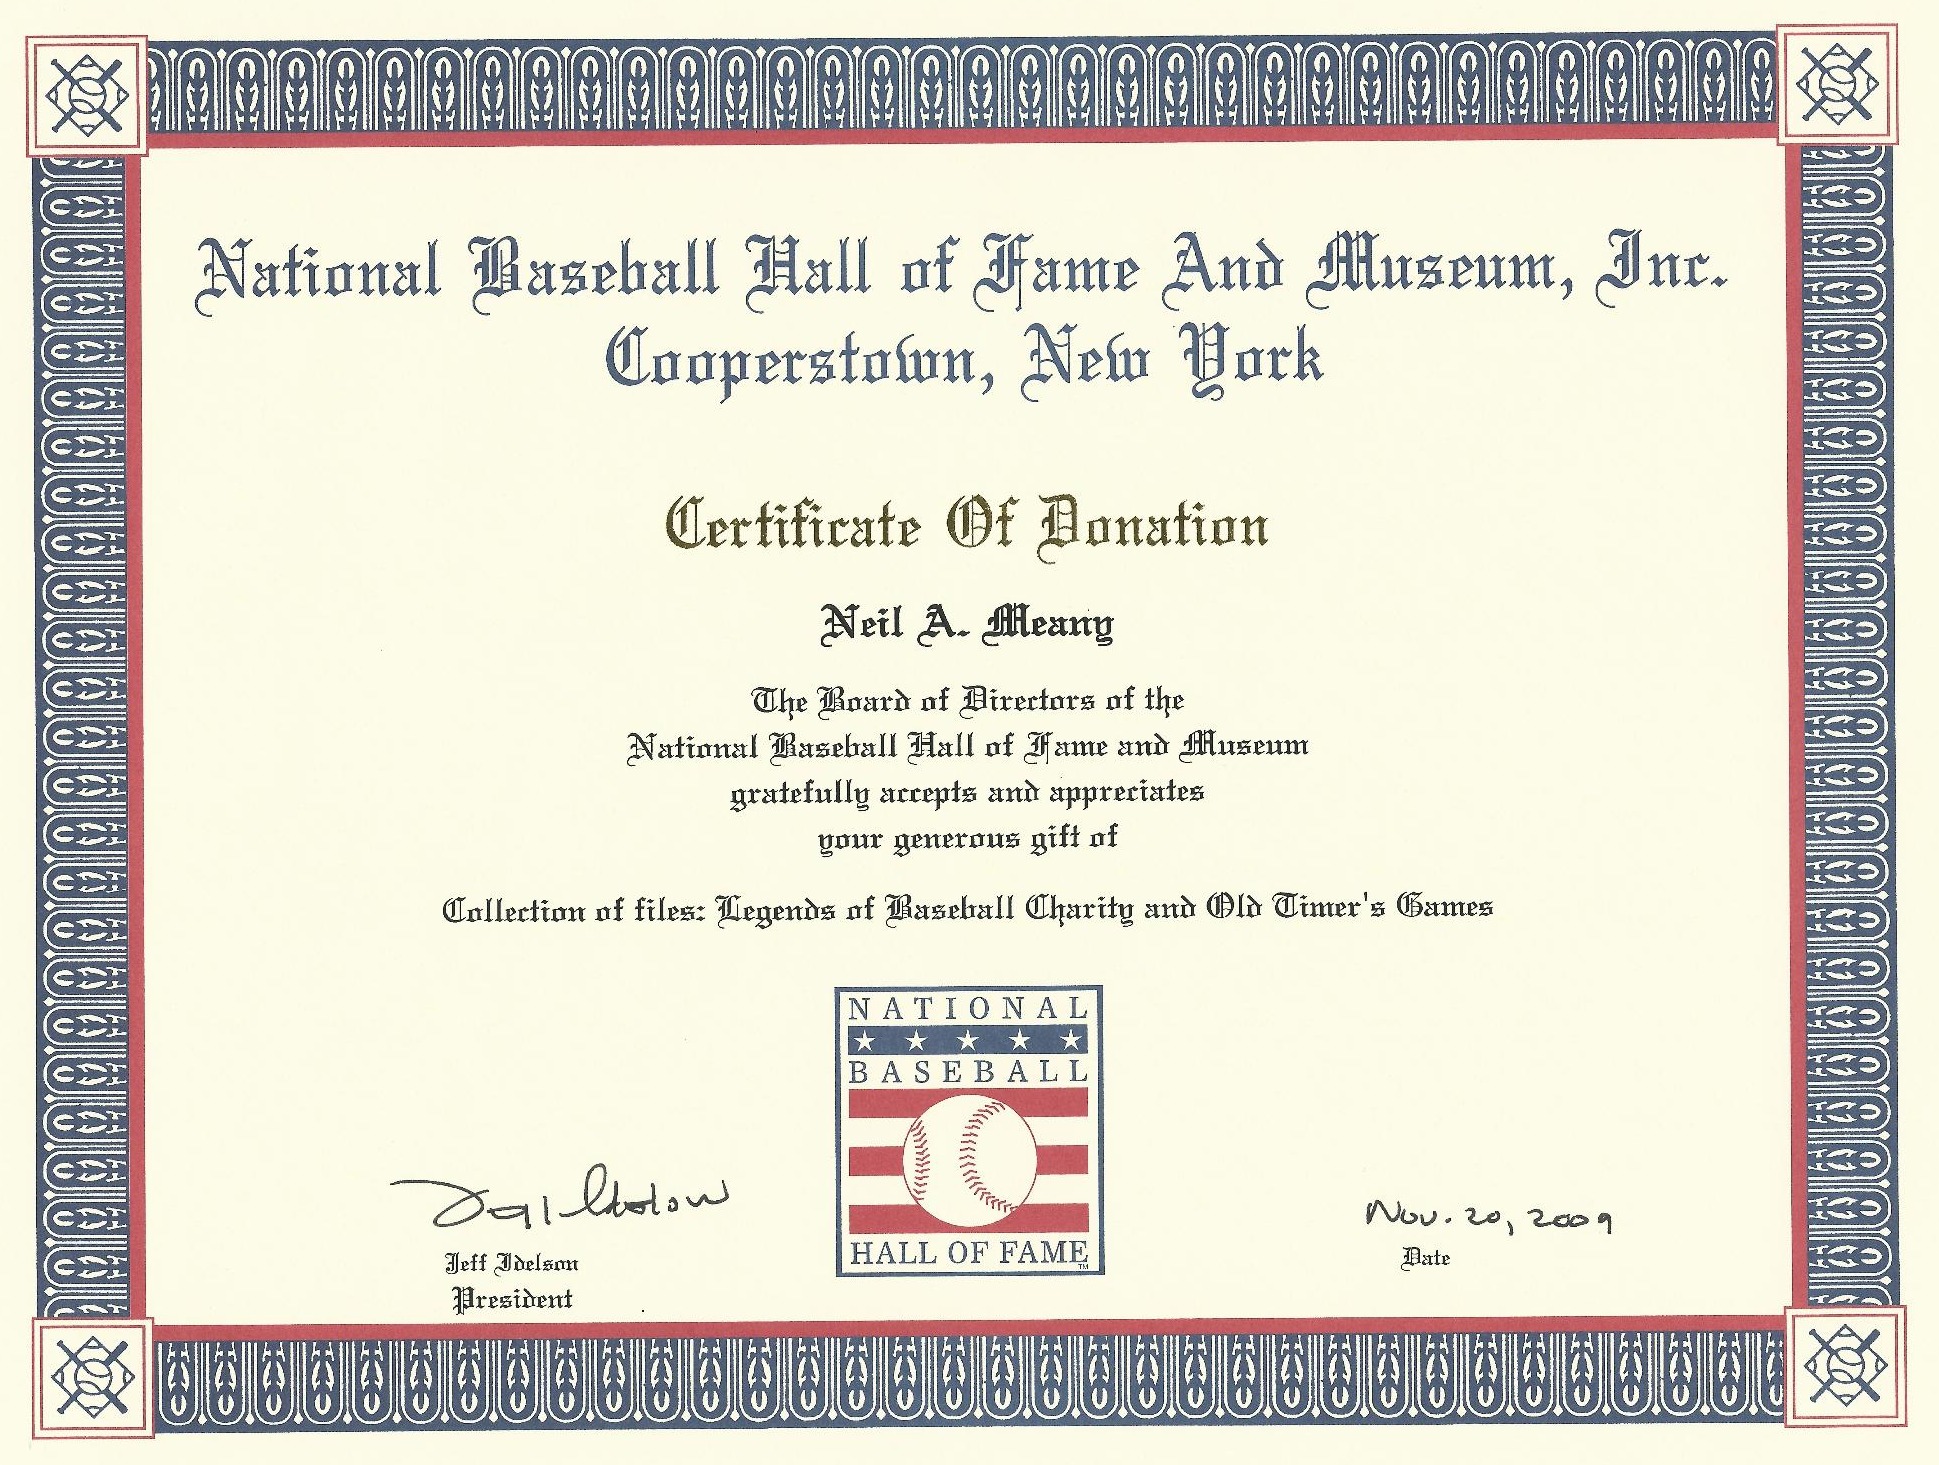 National Baseball Hall of Fame And Museum, Inc.
Cooperstown, New York
Certificate Of Donation
Neil A. Meany
The Board of Directors of the
National Baseball Hall of Fame and Museum
gratefully accepts and appreciates
your generous gift of
Collection of files: Legends of Baseball Charity and Old Timer's Games
NATIONAL
BASEBALL
HALL OF FAME
TM
Nov. 20, 2009
Jeff Idelson
President
Date